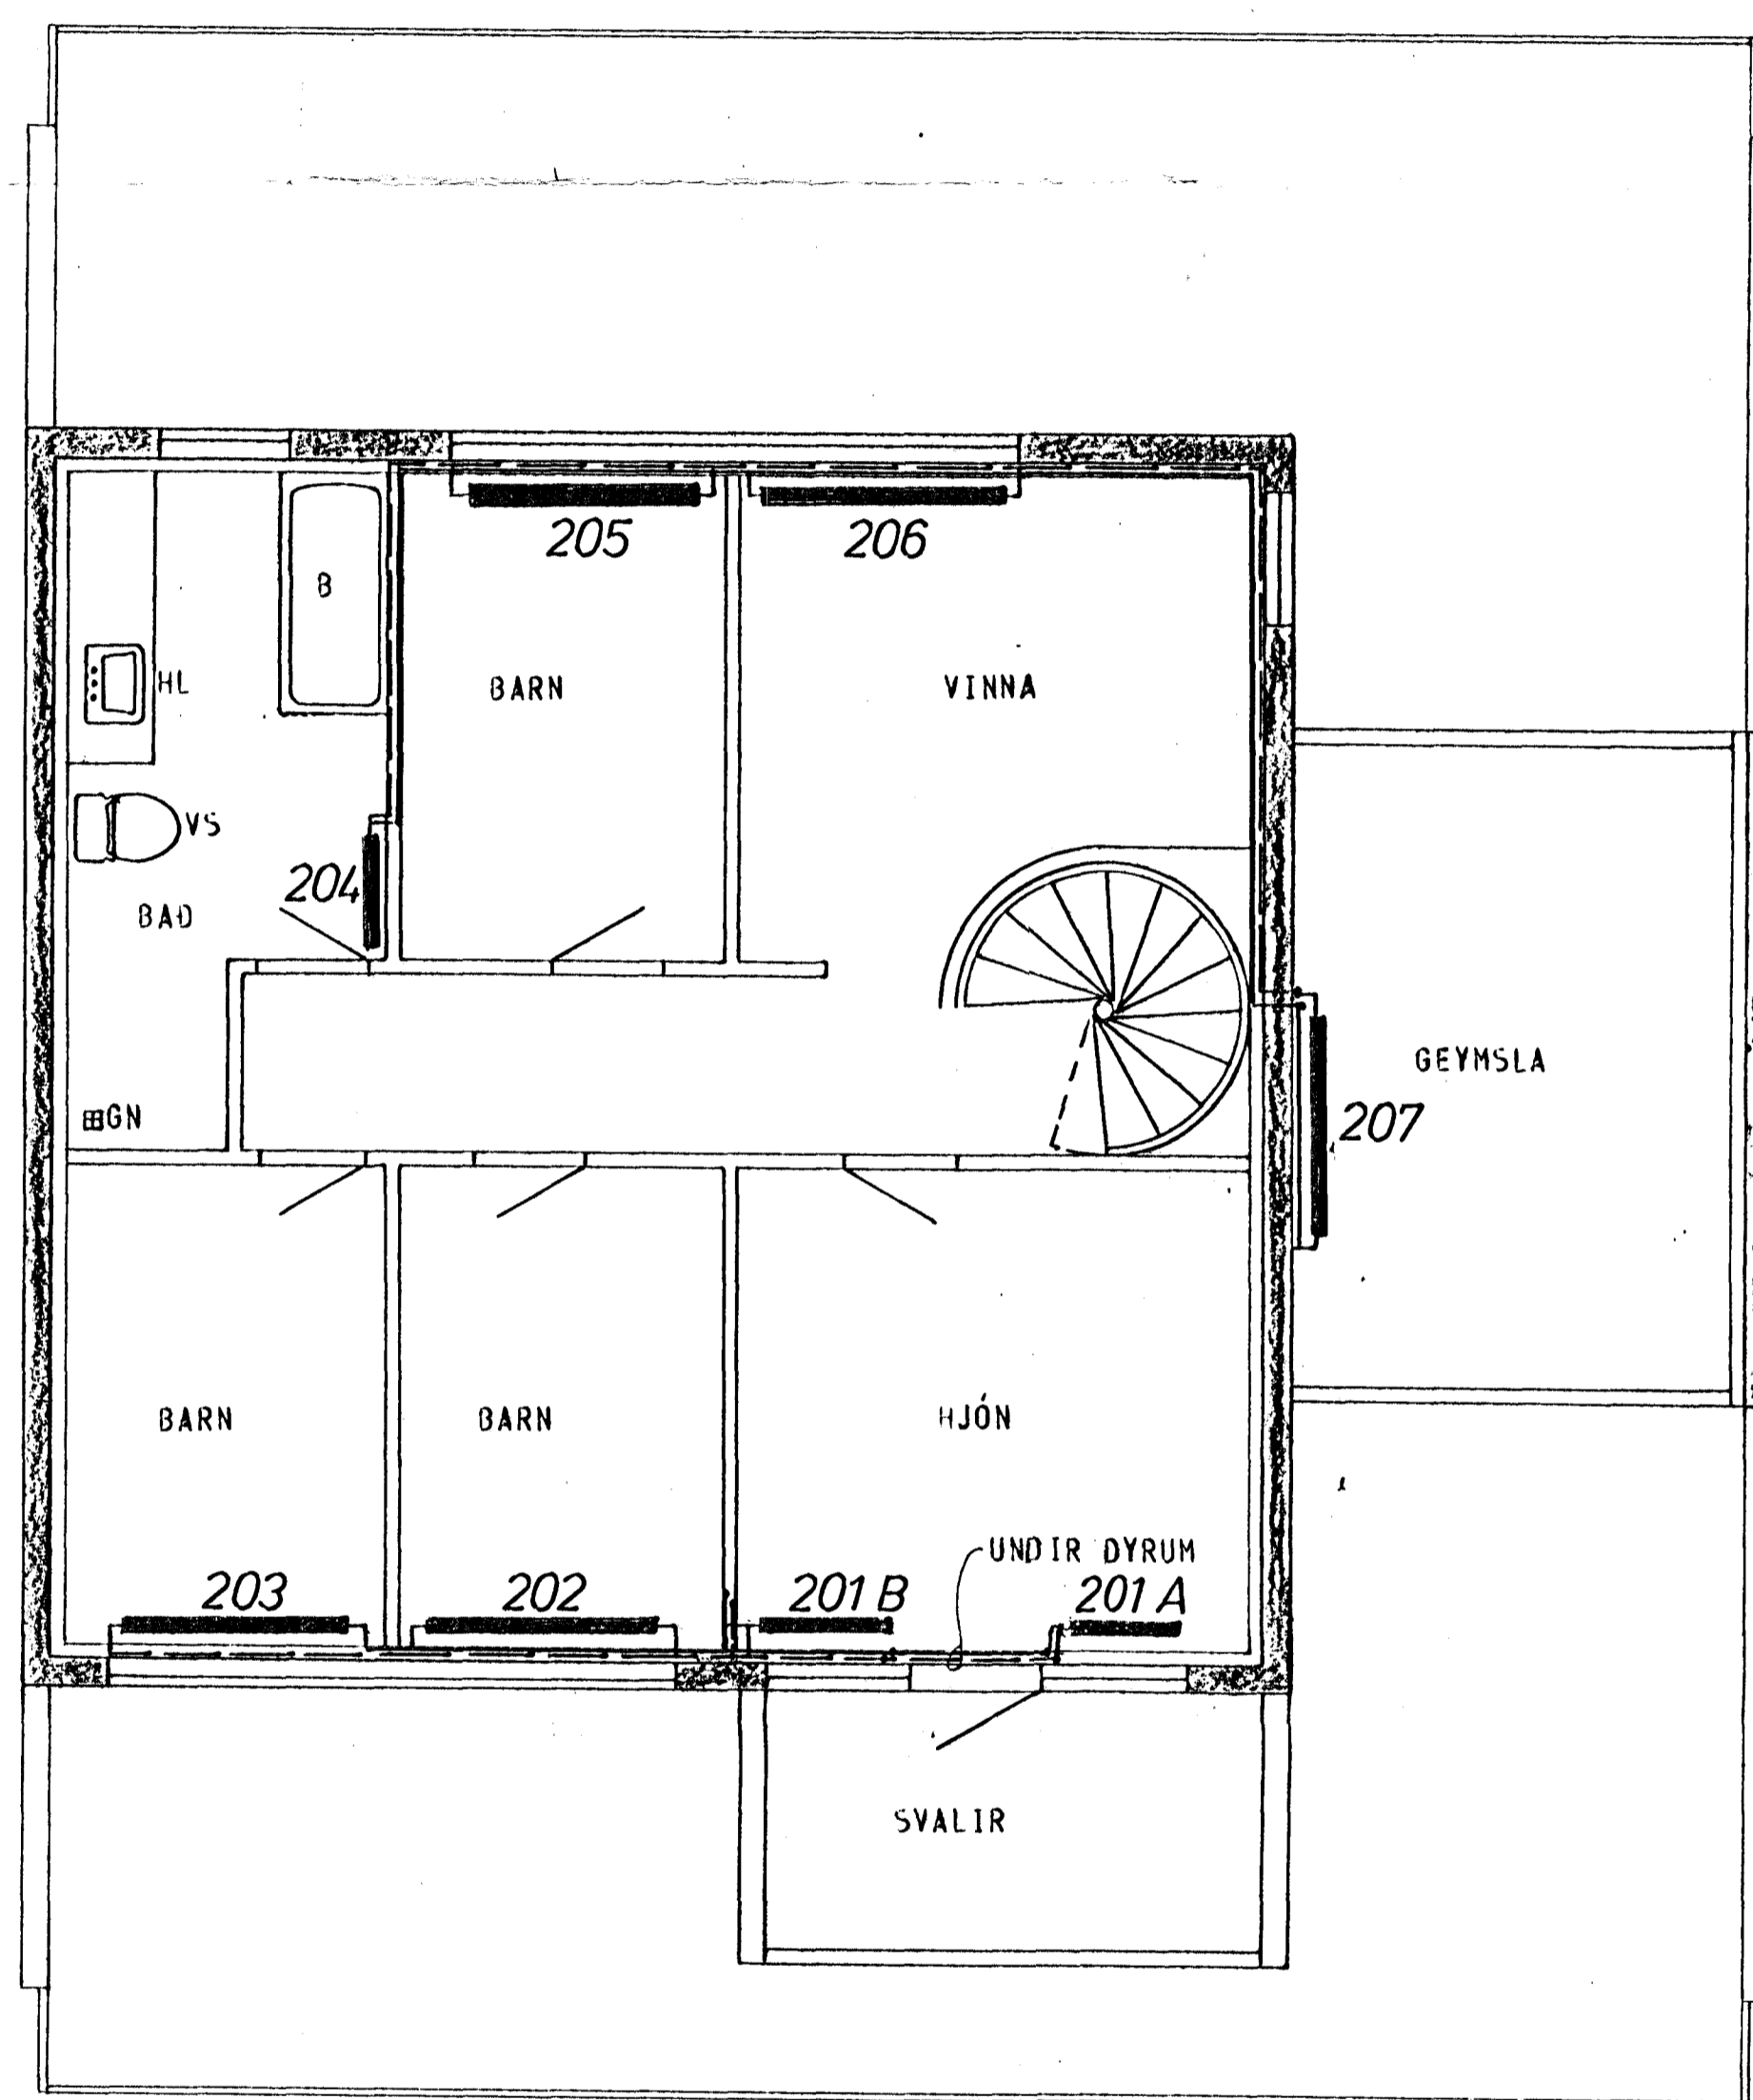 205
206
B
HL
BARN
VINNA
VS
204
BAÐ
GEYMSLA
GN
207
BARN
BARN
HJÓN
UNDIR DYRUM
203
202
201 B
201 A
SVALIR